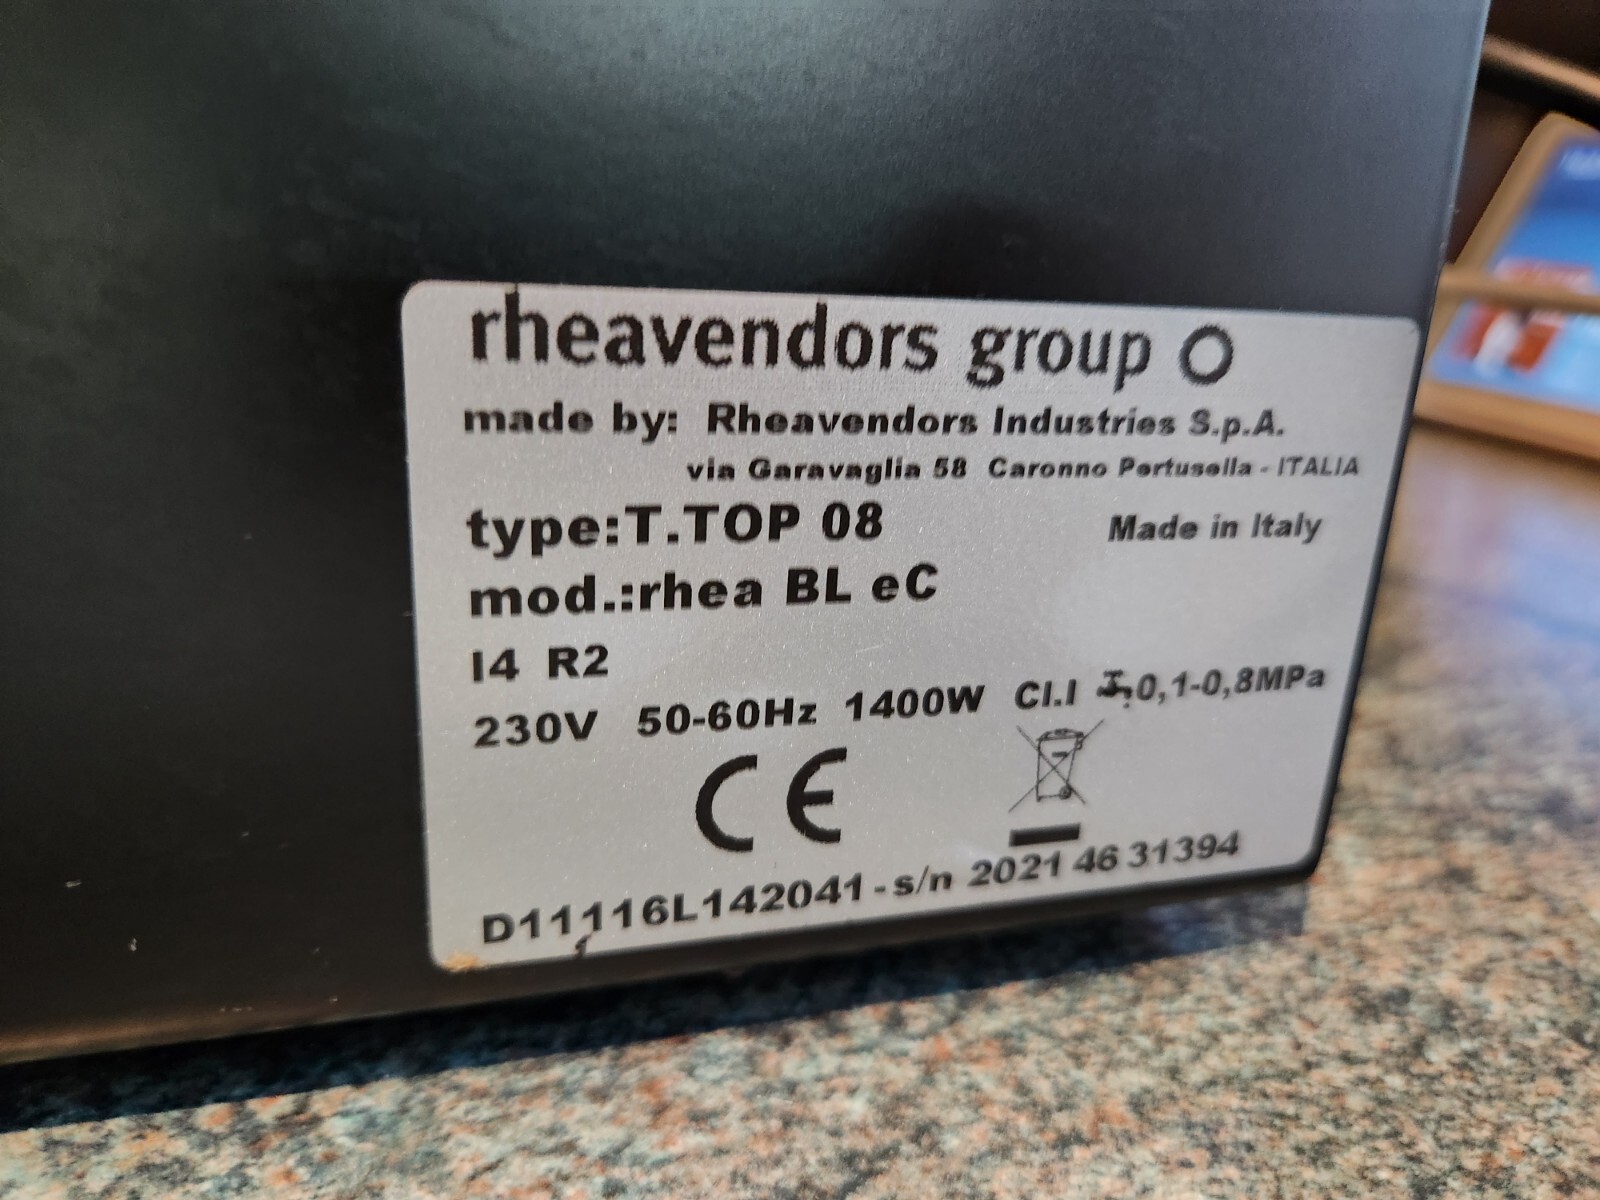 rheavendors group
made by: Rheavendors Industries S.p.A.
via Garavaglia 58 Caronno Pertusella - ITALIA
type:T.TOP 08 Made in Italy
mod.:rhea BL eC
I4 R2
230V 50-60Hz 1400W Cl.I 0,1-0,8MPa
CE
D11116L142041 - s/n 2021 46 31394